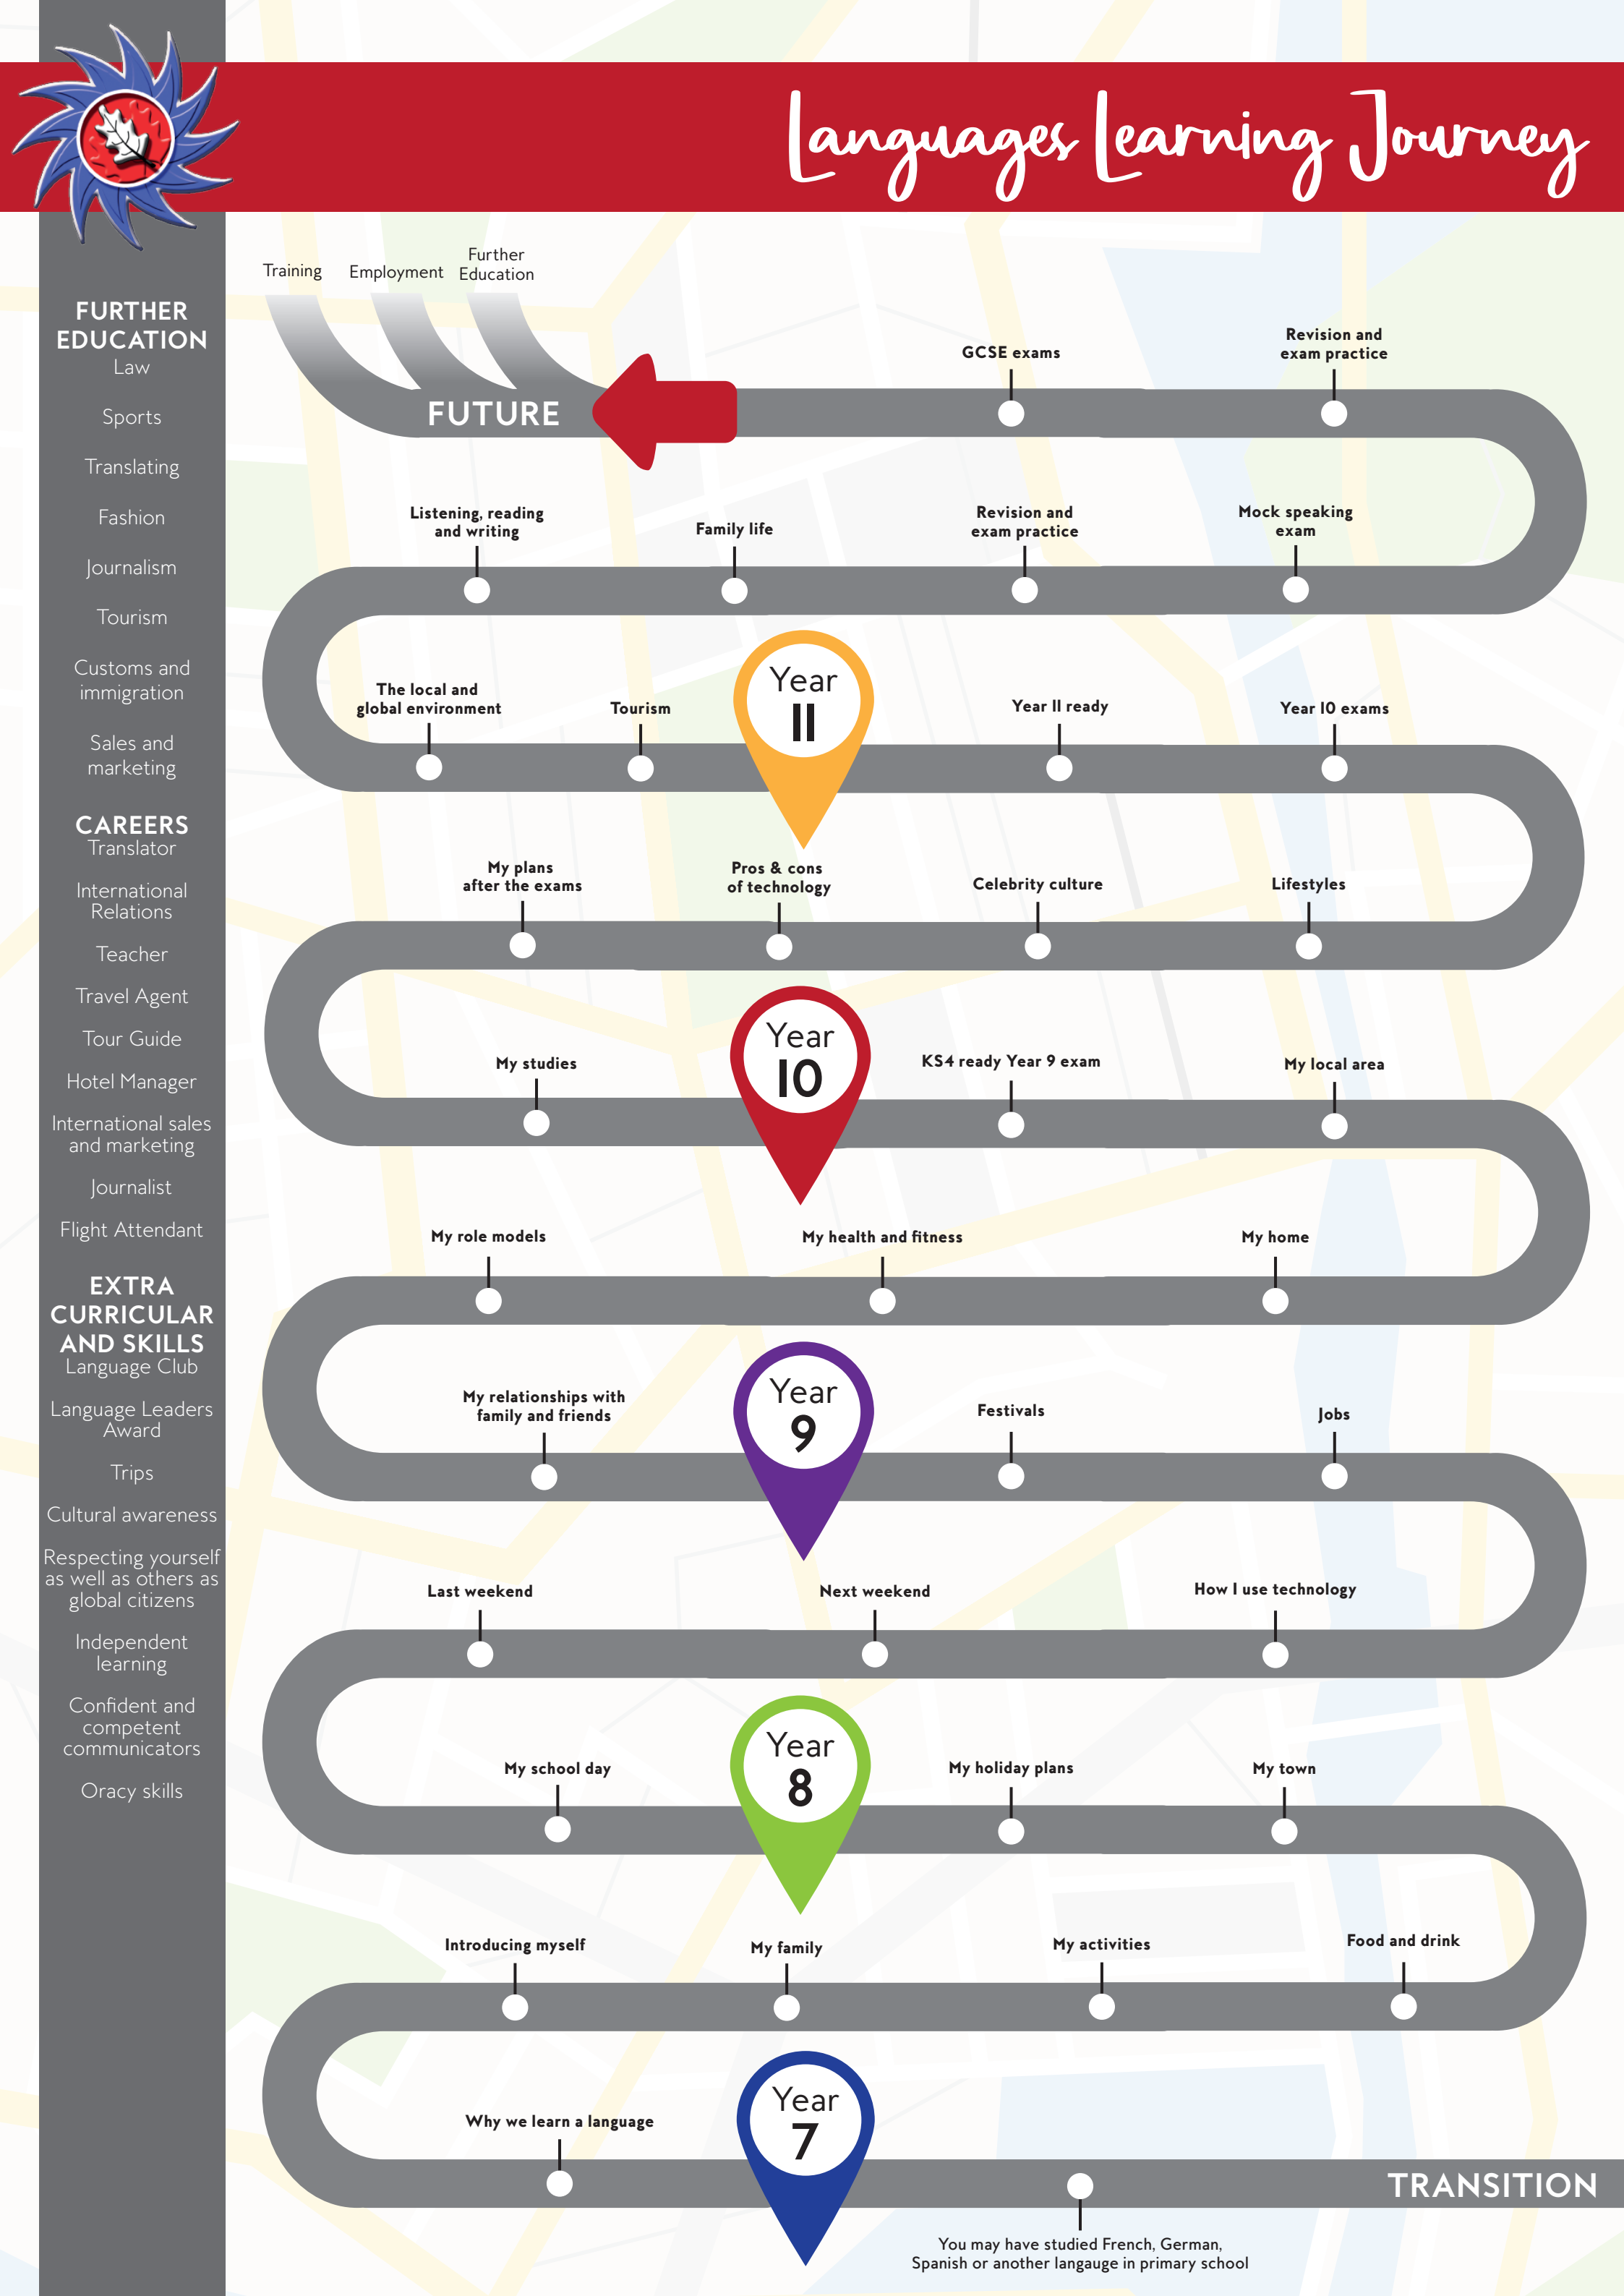 Languages Learning Journey
FURTHER
EDUCATION
Law
Sports
Translating
Fashion
Journalism
Tourism
Customs and
immigration
Sales and
marketing
CAREERS
Translator
International
Relations
Teacher
Travel Agent
Tour Guide
Hotel Manager
International sales
and marketing
Journalist
Flight Attendant
EXTRA
CURRICULAR
AND SKILLS
Language Club
Language Leaders
Award
Trips
Cultural awareness
Respecting yourself
as well as others as
global citizens
Independent
learning
Confident and
competent
communicators
Oracy skills
Training
Employment
Further
Education
FUTURE
GCSE exams
Revision and
exam practice
Listening, reading
and writing
Family life
Revision and
exam practice
Mock speaking
exam
The local and
global environment
Tourism
Year
11
Year 11 ready
Year 10 exams
My plans
after the exams
Pros & cons
of technology
Celebrity culture
Lifestyles
My studies
Year
10
KS4 ready Year 9 exam
My local area
My role models
My health and fitness
My home
My relationships with
family and friends
Year
9
Festivals
Jobs
Last weekend
Next weekend
How I use technology
My school day
Year
8
My holiday plans
My town
Introducing myself
My family
My activities
Food and drink
Why we learn a language
Year
7
TRANSITION
You may have studied French, German,
Spanish or another langauge in primary school